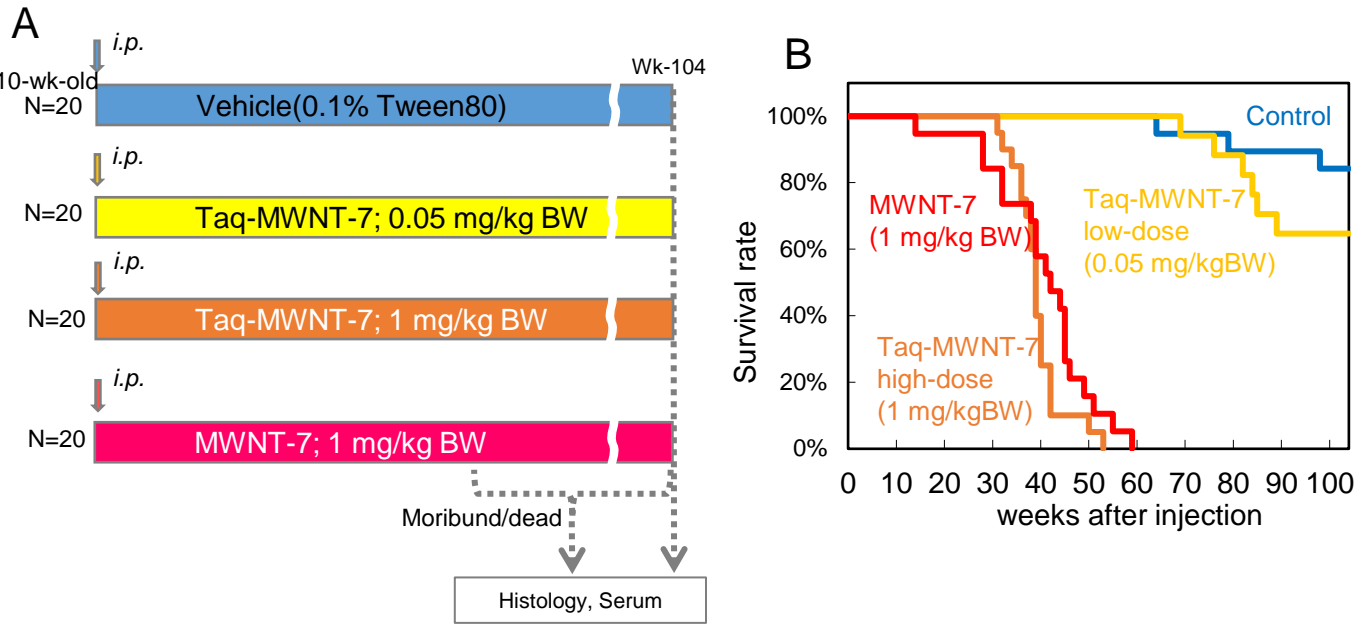 A
i.p.
10-wk-old
N=20
Vehicle(0.1% Tween80)
Wk-104
i.p.
N=20
Taq-MWNT-7; 0.05 mg/kg BW
i.p.
N=20
Taq-MWNT-7; 1 mg/kg BW
i.p.
N=20
MWNT-7; 1 mg/kg BW
Moribund/dead
Histology, Serum
B
Survival rate
100%
80%
60%
40%
20%
0%
Control
MWNT-7
(1 mg/kg BW)
Taq-MWNT-7
low-dose
(0.05 mg/kgBW)
Taq-MWNT-7
high-dose
(1 mg/kgBW)
0 10 20 30 40 50 60 70 80 90 100
weeks after injection